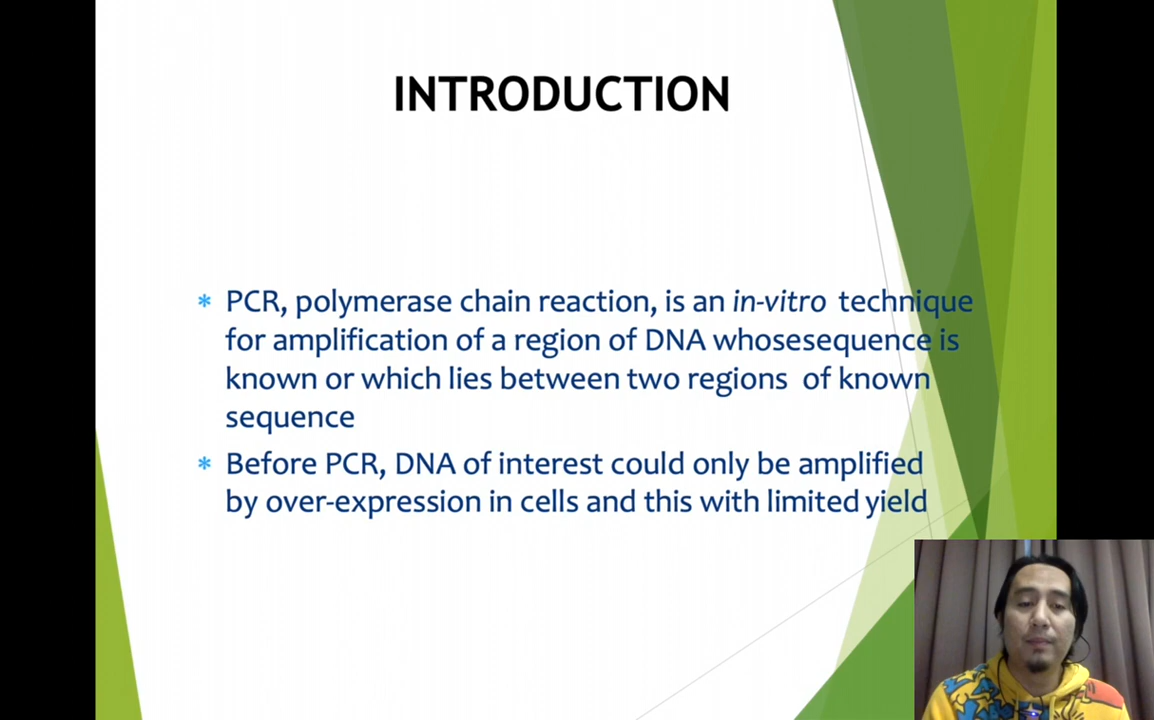 INTRODUCTION
* PCR, polymerase chain reaction, is an in-vitro technique
for amplification of a region of DNA whosesequence is
known or which lies between two regions of known
sequence
* Before PCR, DNA of interest could only be amplified
by over-expression in cells and this with limited yield